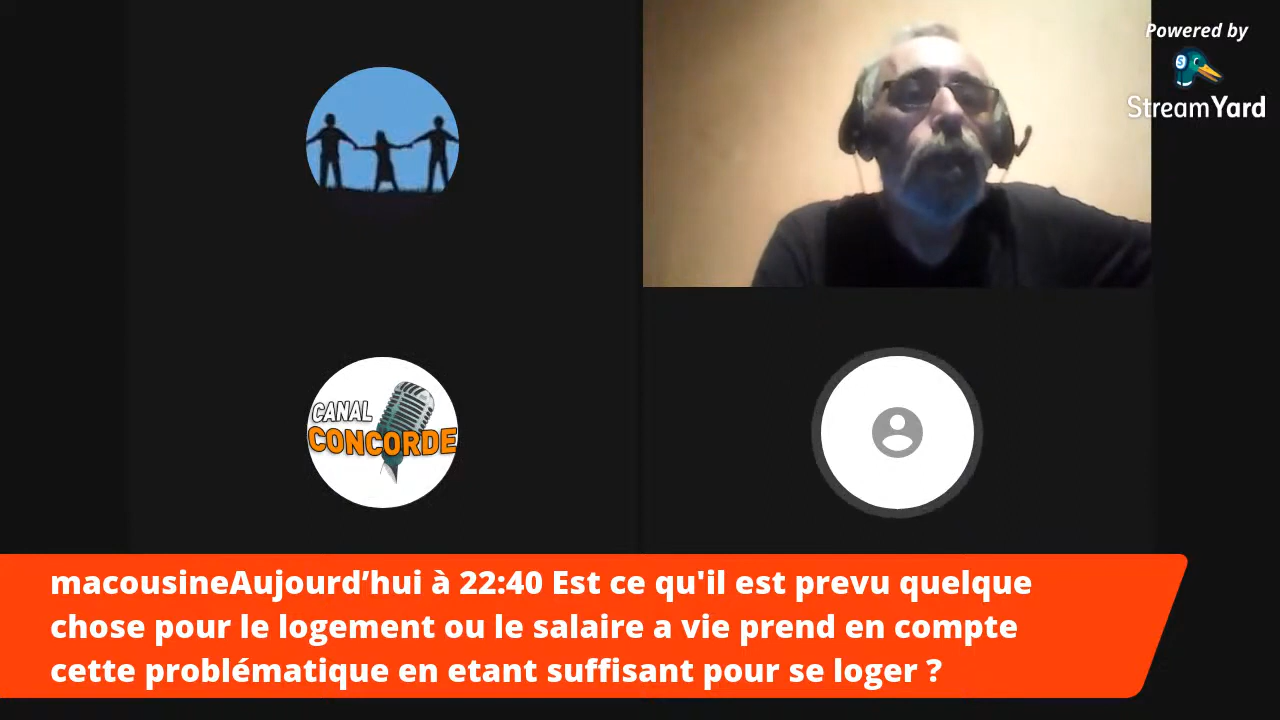 Powered by
StreamYard
CANAL
CONCORDE
macousineAujourd’hui à 22:40 Est ce qu'il est prevu quelque
chose pour le logement ou le salaire a vie prend en compte
cette problématique en etant suffisant pour se loger ?